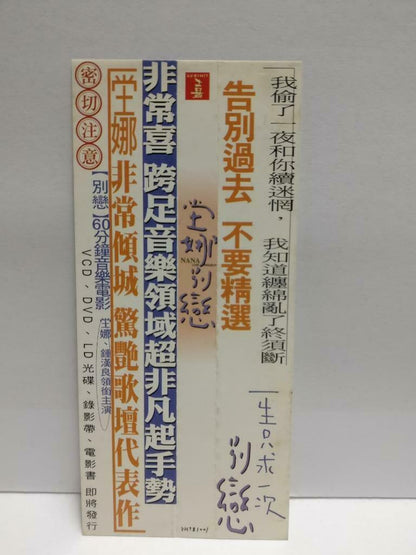 「我偷了一夜和你續迷惘，
我知道纏綿亂了終須斷
一生只求一次
別戀
告別過去 不要精選
堂娜
NANA
別戀
非常喜 跨足音樂領域超非凡起手勢
[堂娜非常傾城 驚艷歌壇代表作]
密切注意
【別戀】60分鐘音樂電影
(堂娜、鍾漢良領銜主演)
VCD、DVD、LD光碟、錄影帶、電影書 即將發行